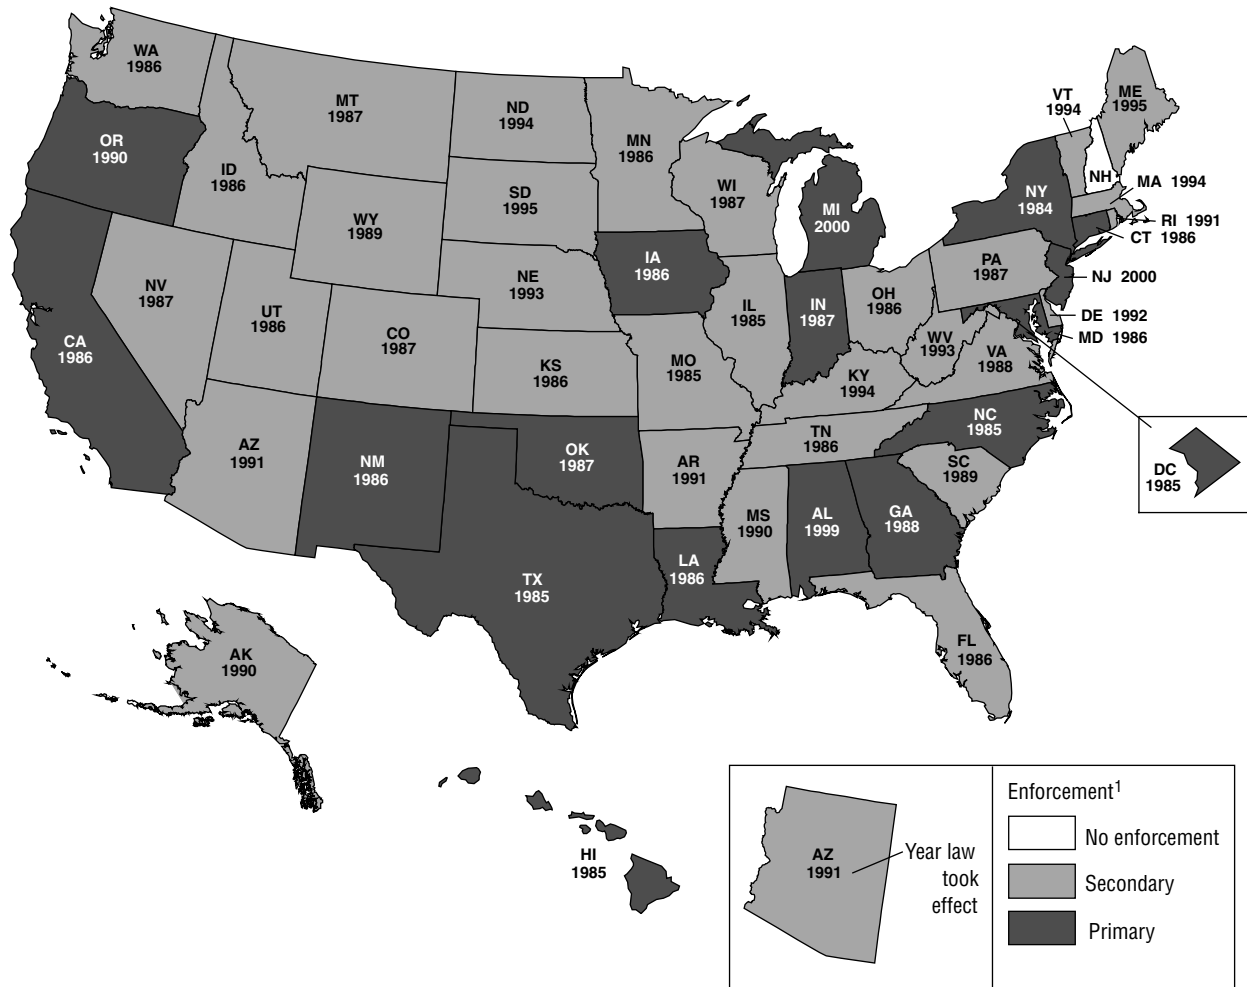 WA
1986
MT
1987
ND
1994
MN
1986
VT
1994
ME
1995
OR
1990
ID
1986
SD
1995
WI
1987
MI
2000
NY
1984
NH
MA 1994
RI 1991
CT 1986
WY
1989
IA
1986
NE
1993
PA
1987
NJ 2000
NV
1987
UT
1986
CO
1987
IL
1985
IN
1987
OH
1986
DE 1992
MD 1986
CA
1986
KS
1986
MO
1985
WV
1993
VA
1988
KY
1994
NC
1985
TN
1986
AZ
1991
NM
1986
OK
1987
AR
1991
SC
1989
DC
1985
MS
1990
AL
1999
GA
1988
TX
1985
LA
1986
FL
1986
AK
1990
HI
1985
AZ
1991
Year law
took
effect
Enforcement1
No enforcement
Secondary
Primary